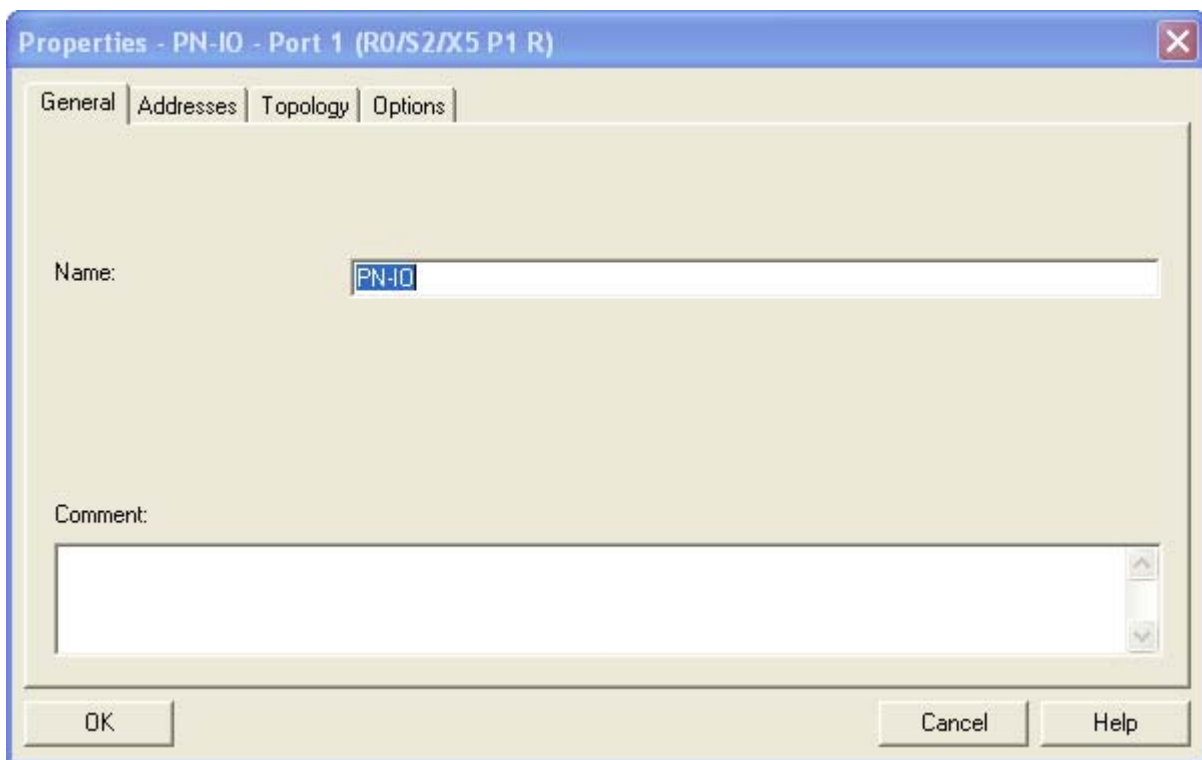 Properties - PN-IO - Port 1 (R0/S2/X5 P1 R)
General Addresses Topology Options
Name: PN-IO
Comment:
OK Cancel Help